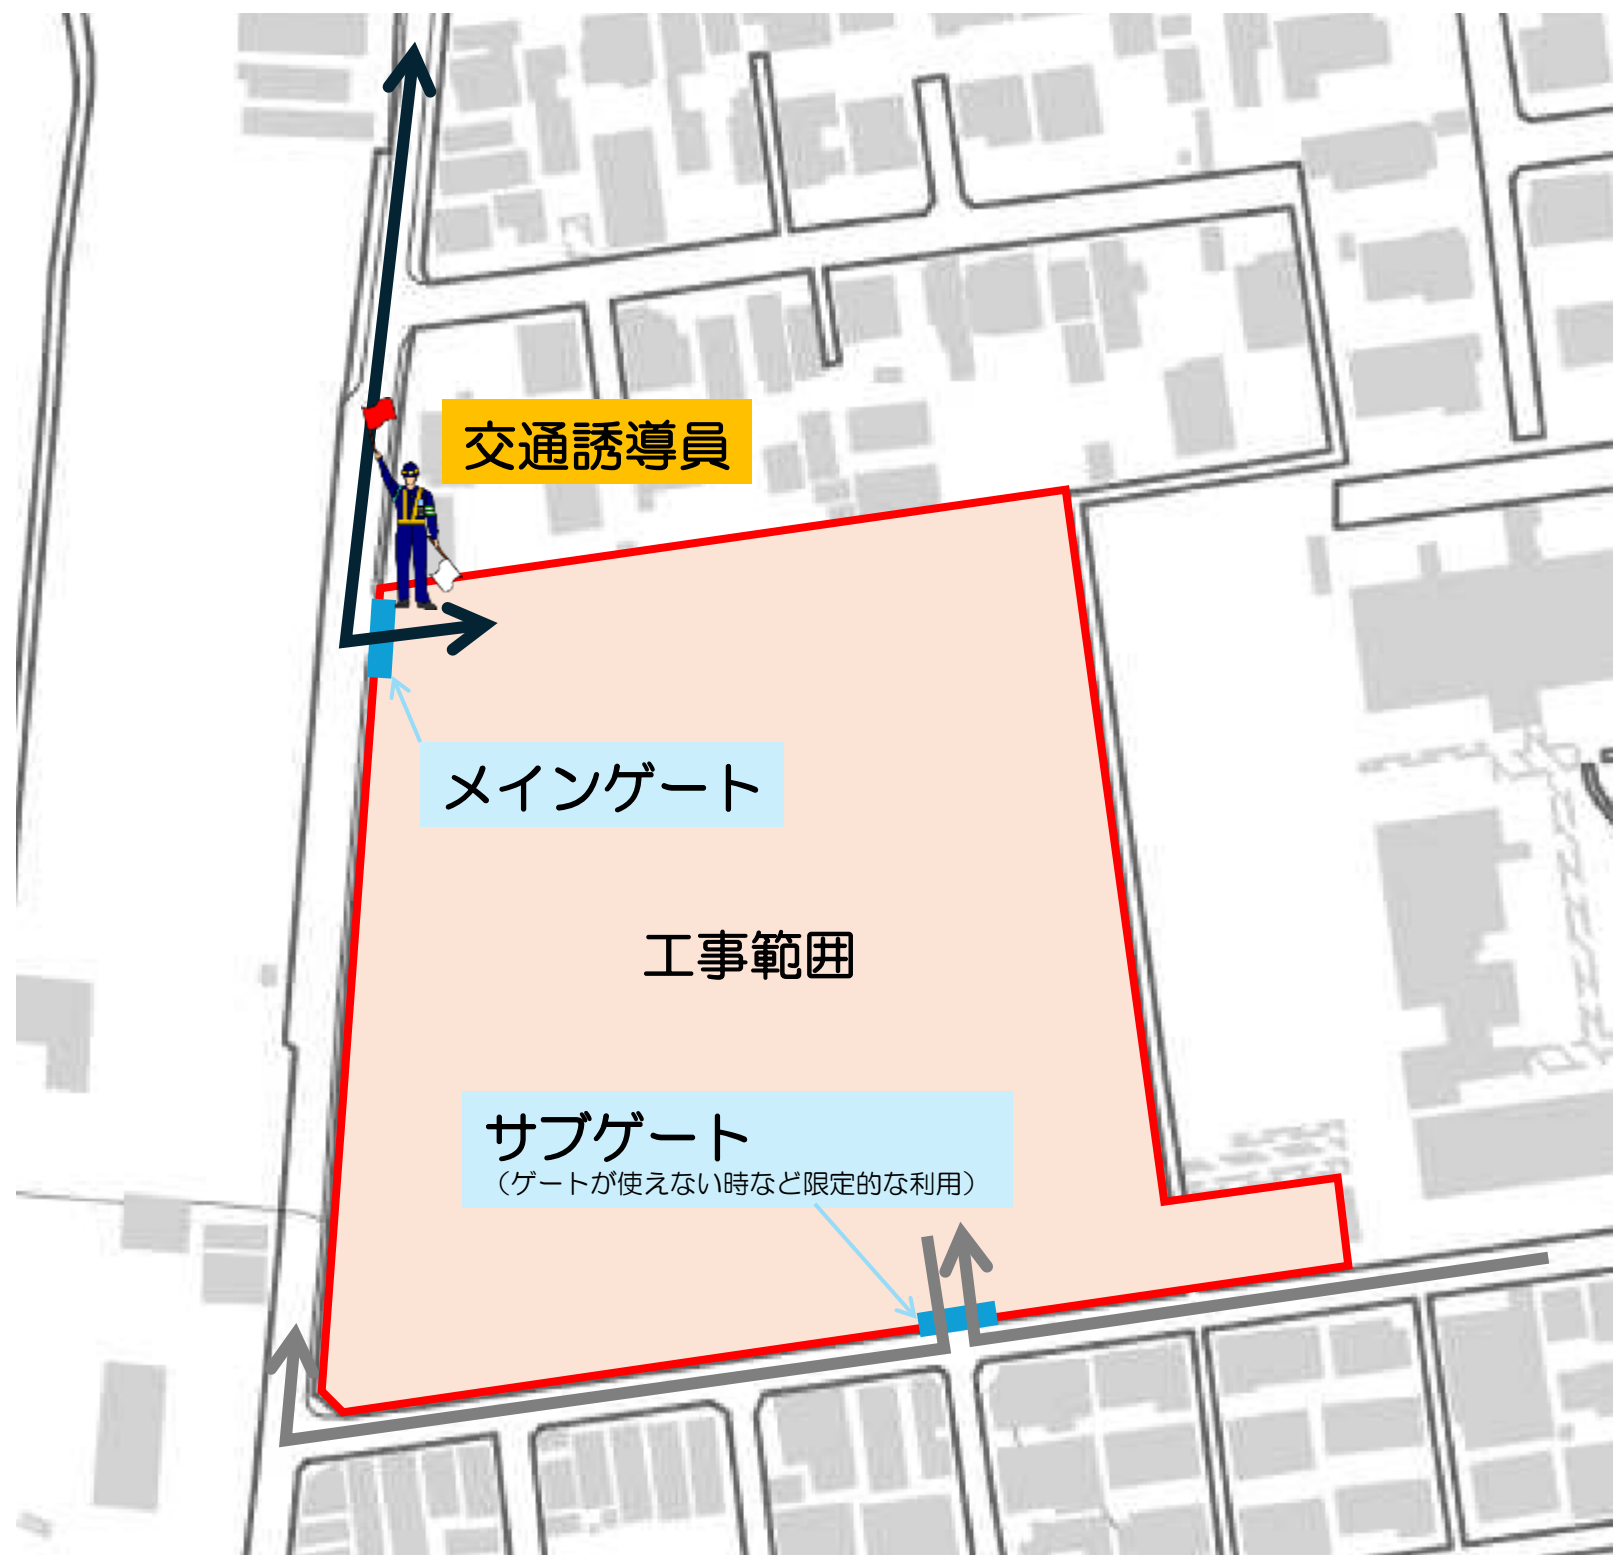 交通誘導員
メインゲート
工事範囲
サブゲート
（ゲートが使えない時など限定的な利用）